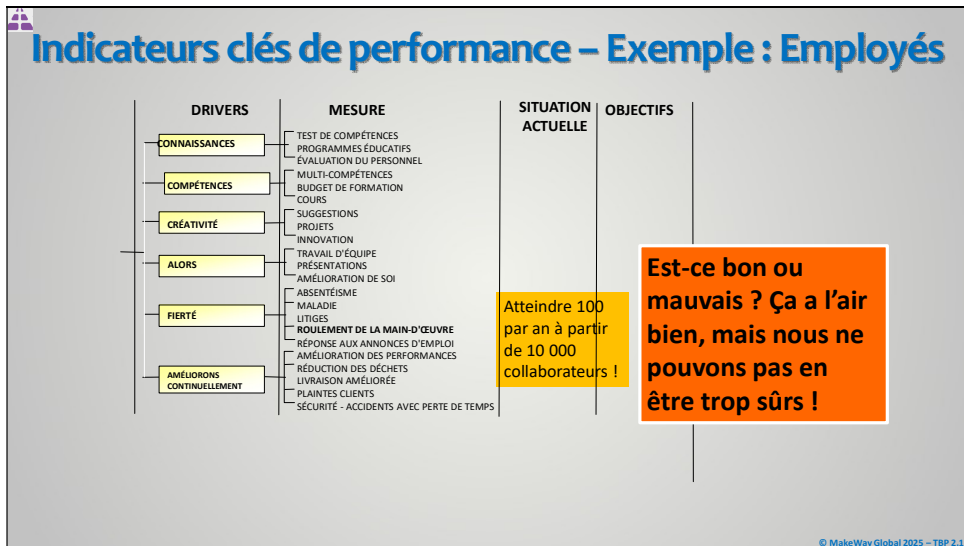 Indicateurs clés de performance – Exemple : Employés
DRIVERS
MESURE
SITUATION
ACTUELLE
OBJECTIFS
CONNAISSANCES
TEST DE COMPÉTENCES
PROGRAMMES ÉDUCATIFS
ÉVALUATION DU PERSONNEL
COMPÉTENCES
MULTI-COMPÉTENCES
BUDGET DE FORMATION
COURS
CRÉATIVITÉ
SUGGESTIONS
PROJETS
INNOVATION
ALORS
TRAVAIL D'ÉQUIPE
PRÉSENTATIONS
AMÉLIORATION DE SOI
FIERTÉ
ABSENTÉISME
MALADIE
LITIGES
ROULEMENT DE LA MAIN-D'ŒUVRE
RÉPONSE AUX ANNONCES D'EMPLOI
AMÉLIORONS
CONTINUELLEMENT
AMÉLIORATION DES PERFORMANCES
RÉDUCTION DES DÉCHETS
LIVRAISON AMÉLIORÉE
PLAINTES CLIENTS
SÉCURITÉ - ACCIDENTS AVEC PERTE DE TEMPS
Atteindre 100
par an à partir
de 10 000
collaborateurs !
Est-ce bon ou
mauvais ? Ça a l’air
bien, mais nous ne
pouvons pas en
être trop sûrs !
© MakeWay Global 2025 – TBP 2.1